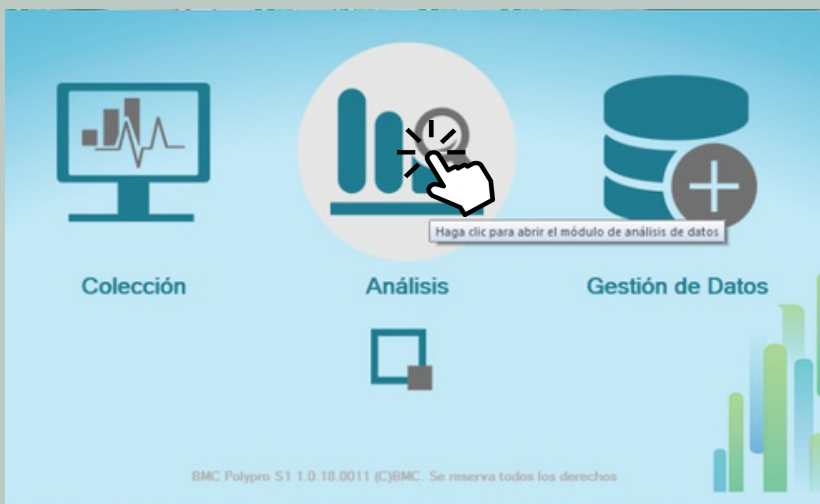 Haga clic para abrir el módulo de análisis de datos
Colección
Análisis
Gestión de Datos
BMC Polypro S1 1.0.18.0011 (C)BMC. Se reserva todos los derechos